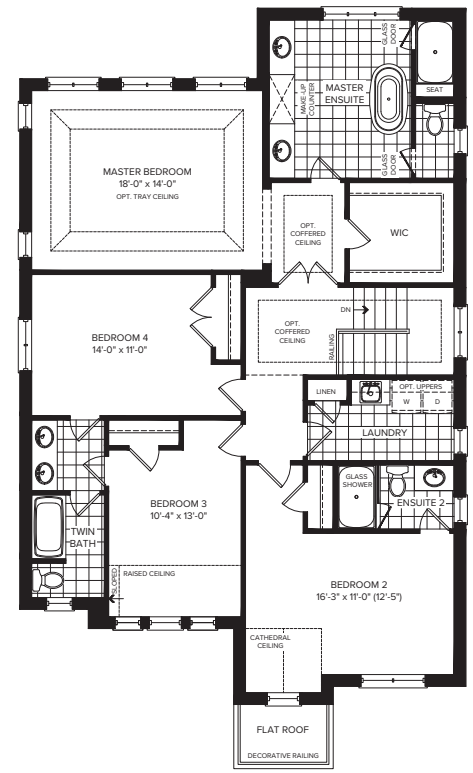 GLASS
DOOR
SEAT
MASTER
ENSUITE
MAKE-UP
COUNTER
GLASS
DOOR
MASTER BEDROOM
18'-0" x 14'-0"
OPT. TRAY CEILING
OPT.
COFFERED
CEILING
WIC
DN
OPT.
COFFERED
CEILING
RAILING
BEDROOM 4
14'-0" x 11'-0"
LINEN
OPT. UPPERS
W D
LAUNDRY
GLASS
SHOWER
ENSUITE 2
BEDROOM 3
10'-4" x 13'-0"
TWIN
BATH
SLOPED
RAISED CEILING
BEDROOM 2
16'-3" x 11'-0" (12'-5")
CATHEDRAL
CEILING
FLAT ROOF
DECORATIVE RAILING